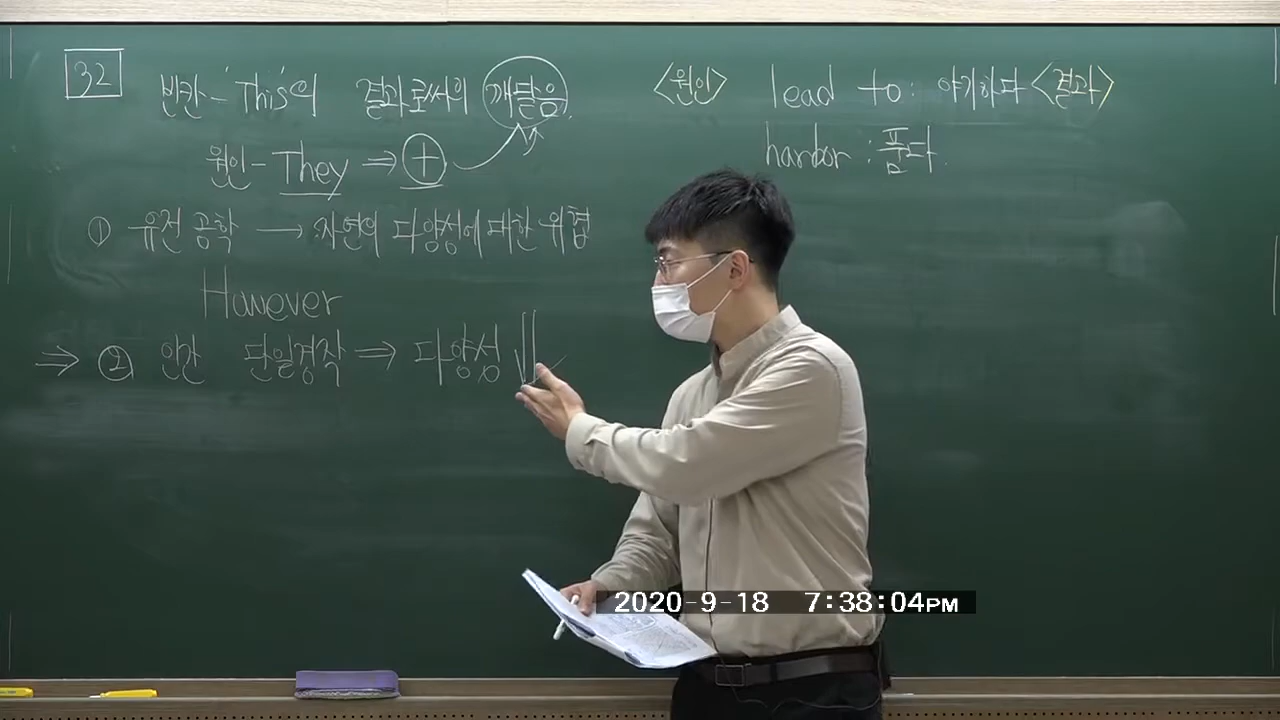 32
빈칸 - 'This'의 결과로써의 깨달음.
원인 - They ⇒ +
① 유전 공학 → 자연의 다양성에 대한 위협
However
⇒ ② 인간 단일경작 ⇒ 다양성 ⇓
<원인> lead to : 야기하다 <결과>
harbor : 품다.
2020-9-18 7:38:04PM